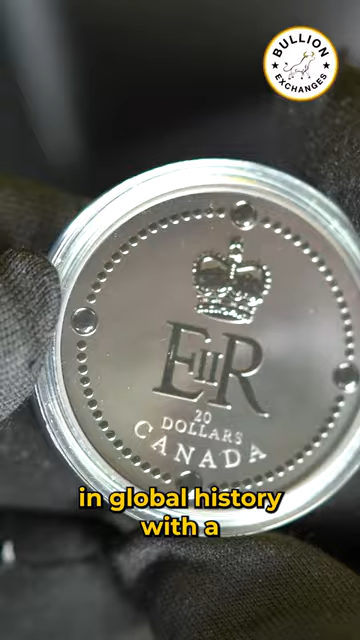 BULLION
EXCHANGES
EIIR
20
DOLLARS
CANADA
in global history
with a